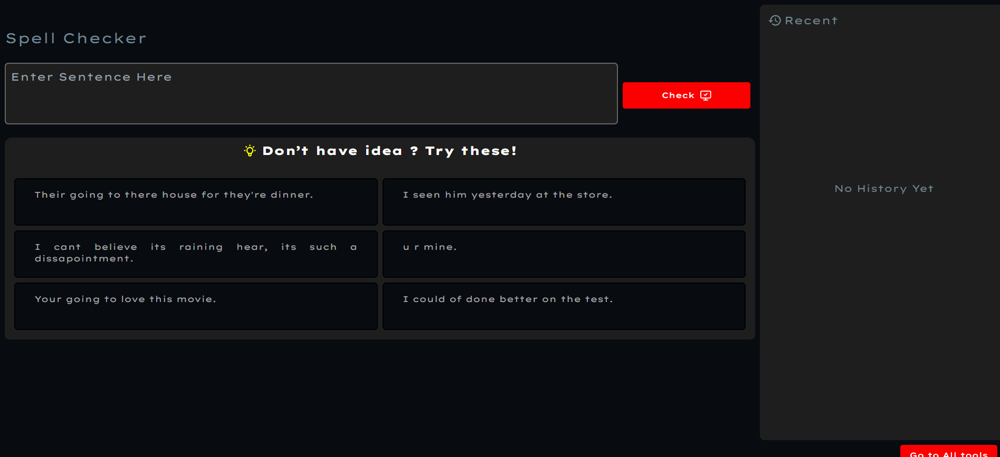 Spell Checker
Enter Sentence Here
Check
Don’t have idea ? Try these!
Their going to there house for they're dinner.
I seen him yesterday at the store.
I cant believe its raining hear, its such a
dissapointment.
u r mine.
Your going to love this movie.
I could of done better on the test.
Recent
No History Yet
Go to All tools